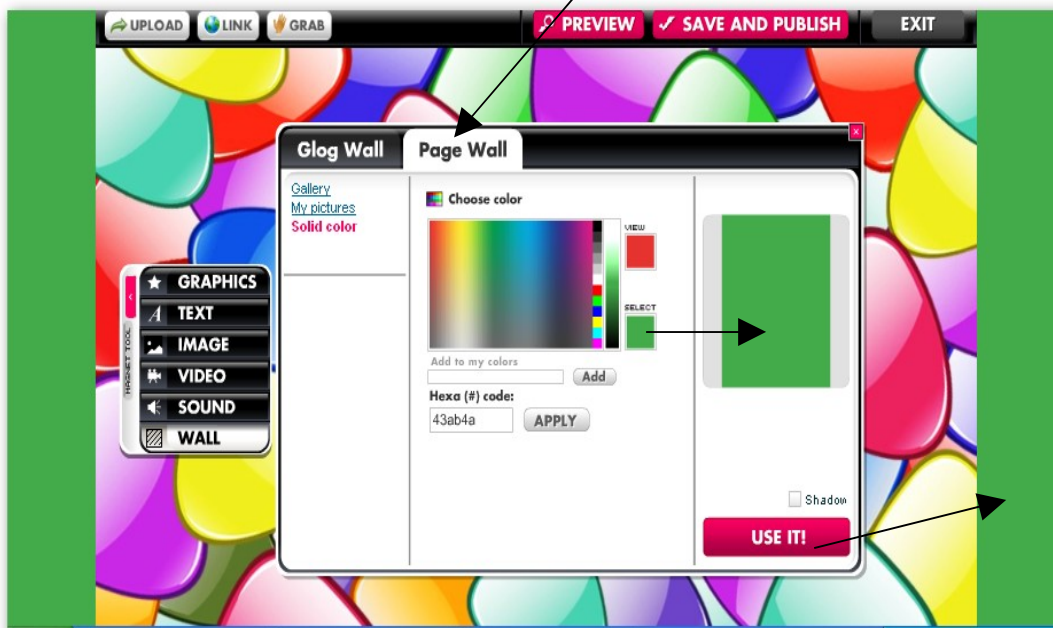 UPLOAD LINK GRAB PREVIEW SAVE AND PUBLISH EXIT
Glog Wall Page Wall
Gallery
My pictures
Solid color
Choose color
VIEW
SELECT
Add to my colors
Add
Hexa (#) code:
43ab4a APPLY
Shadow
USE IT!
MAGNET TOOL
GRAPHICS
TEXT
IMAGE
VIDEO
SOUND
WALL